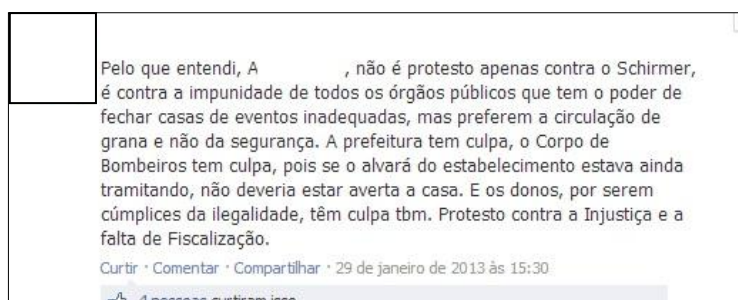 Pelo que entendi, A , não é protesto apenas contra o Schirmer,
é contra a impunidade de todos os órgãos públicos que tem o poder de
fechar casas de eventos inadequadas, mas preferem a circulação de
grana e não da segurança. A prefeitura tem culpa, o Corpo de
Bombeiros tem culpa, pois se o alvará do estabelecimento estava ainda
tramitando, não deveria estar averta a casa. E os donos, por serem
cúmplices da ilegalidade, têm culpa tbm. Protesto contra a Injustiça e a
falta de Fiscalização.
Curtir · Comentar · Compartilhar · 29 de janeiro de 2013 às 15:30
4 pessoas curtiram isso